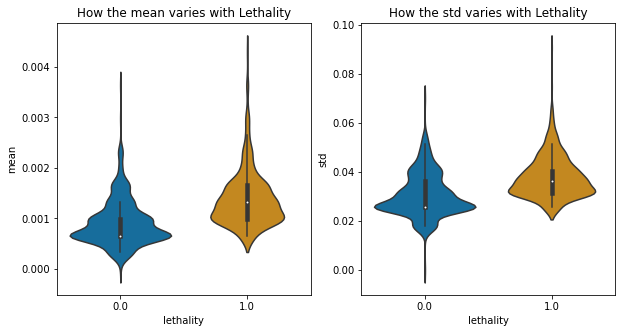 How the mean varies with Lethality
0.004
0.003
0.002
0.001
0.000
mean
0.0
1.0
lethality
How the std varies with Lethality
0.10
0.08
0.06
0.04
0.02
0.00
std
0.0
1.0
lethality